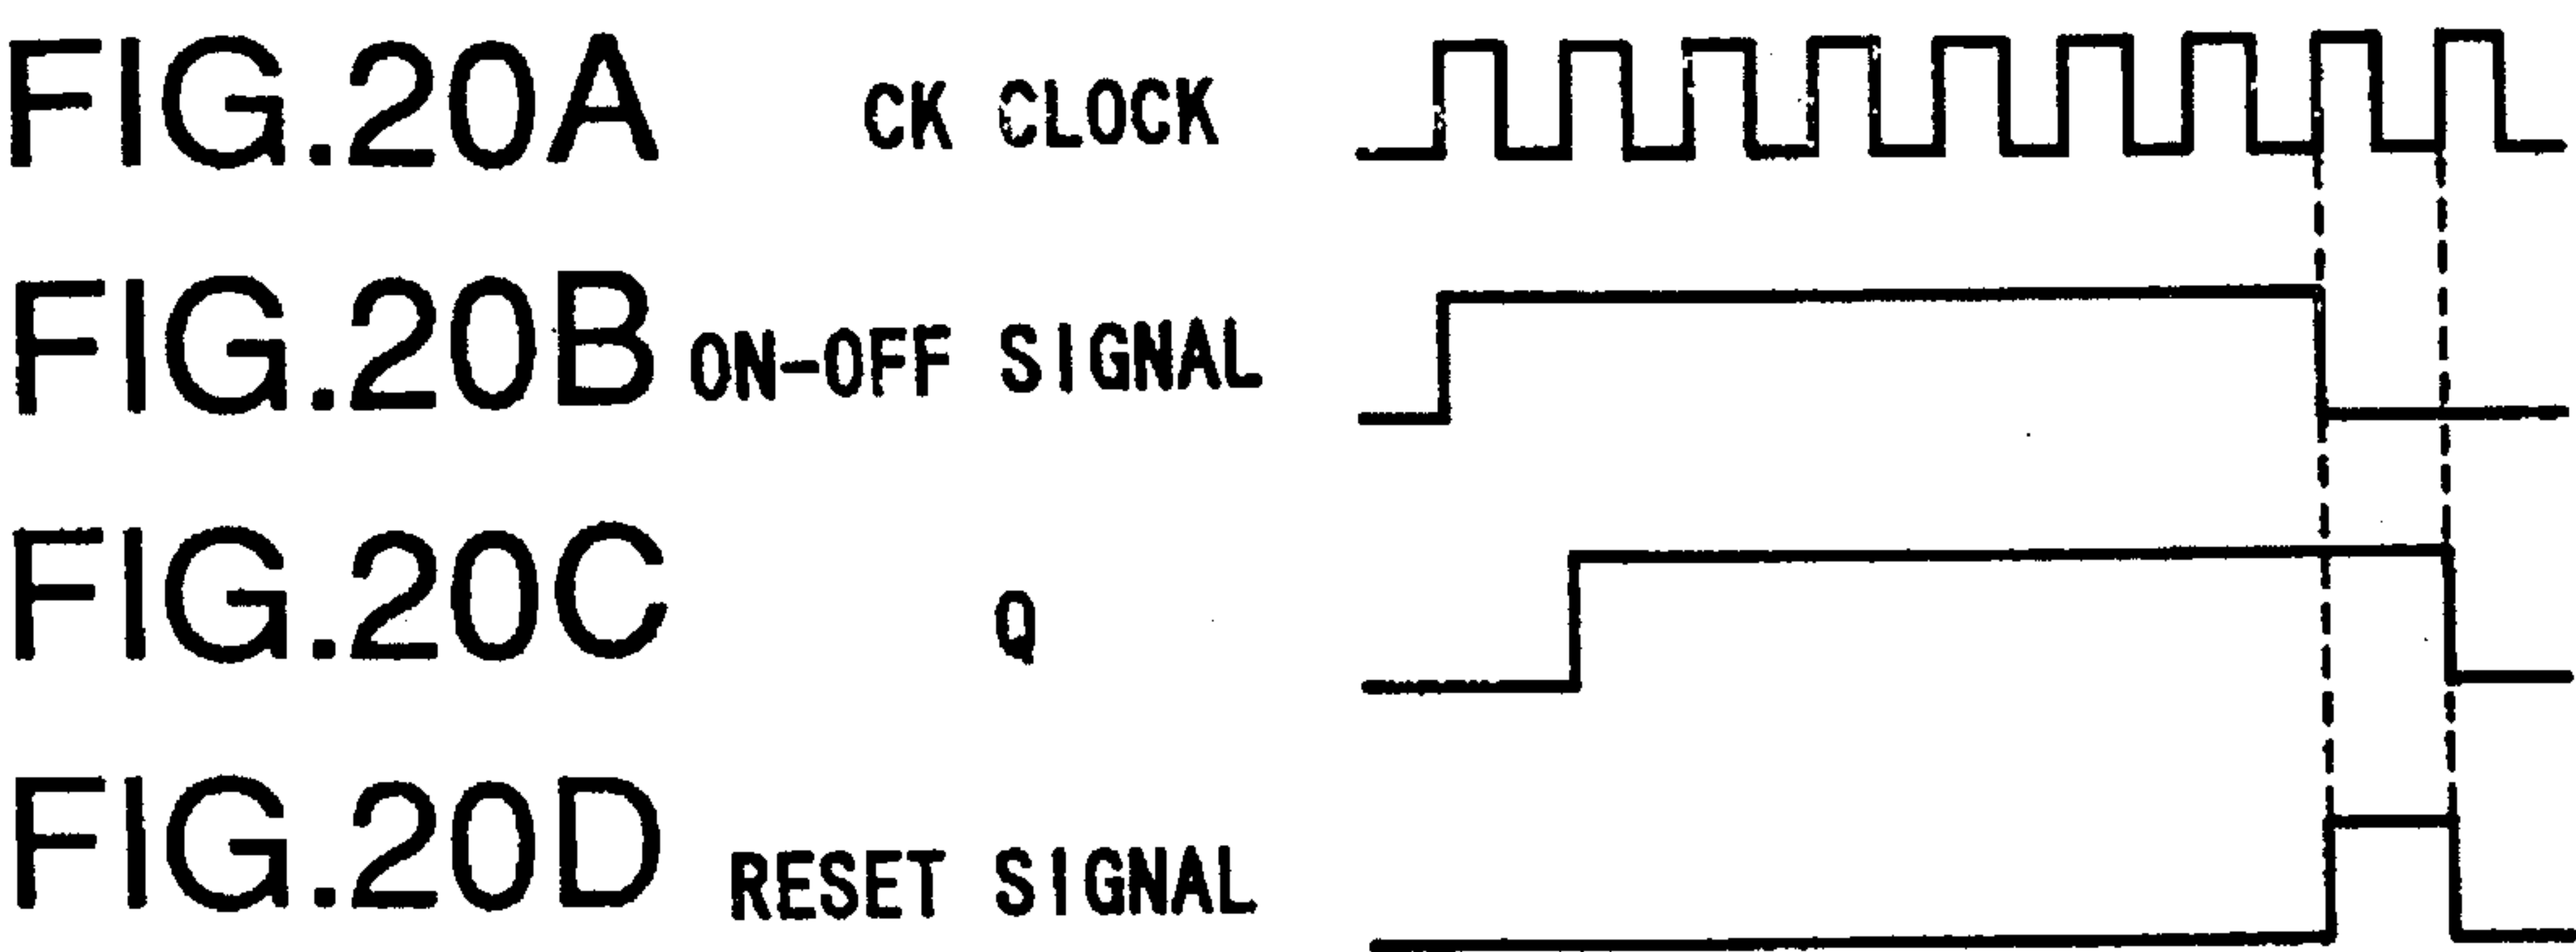 FIG.20A CK CLOCK
FIG.20B ON-OFF SIGNAL
FIG.20C Q
FIG.20D RESET SIGNAL